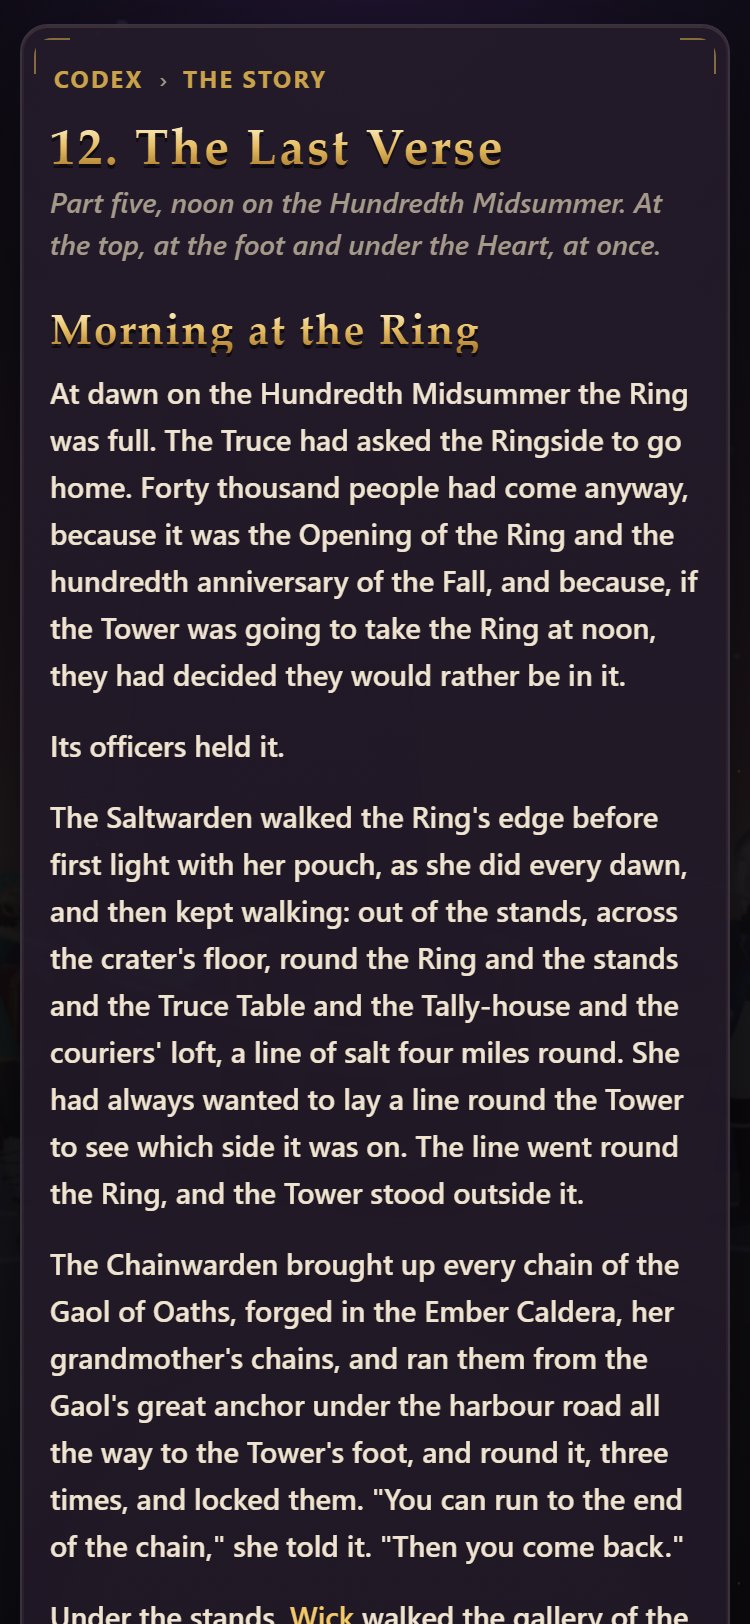 CODEX › THE STORY
12. The Last Verse
Part five, noon on the Hundredth Midsummer. At
the top, at the foot and under the Heart, at once.
Morning at the Ring
At dawn on the Hundredth Midsummer the Ring
was full. The Truce had asked the Ringside to go
home. Forty thousand people had come anyway,
because it was the Opening of the Ring and the
hundredth anniversary of the Fall, and because, if
the Tower was going to take the Ring at noon,
they had decided they would rather be in it.
Its officers held it.
The Saltwarden walked the Ring's edge before
first light with her pouch, as she did every dawn,
and then kept walking: out of the stands, across
the crater's floor, round the Ring and the stands
and the Truce Table and the Tally-house and the
couriers' loft, a line of salt four miles round. She
had always wanted to lay a line round the Tower
to see which side it was on. The line went round
the Ring, and the Tower stood outside it.
The Chainwarden brought up every chain of the
Gaol of Oaths, forged in the Ember Caldera, her
grandmother's chains, and ran them from the
Gaol's great anchor under the harbour road all
the way to the Tower's foot, and round it, three
times, and locked them. "You can run to the end
of the chain," she told it. "Then you come back."
Under the stands, Wick walked the gallery of the